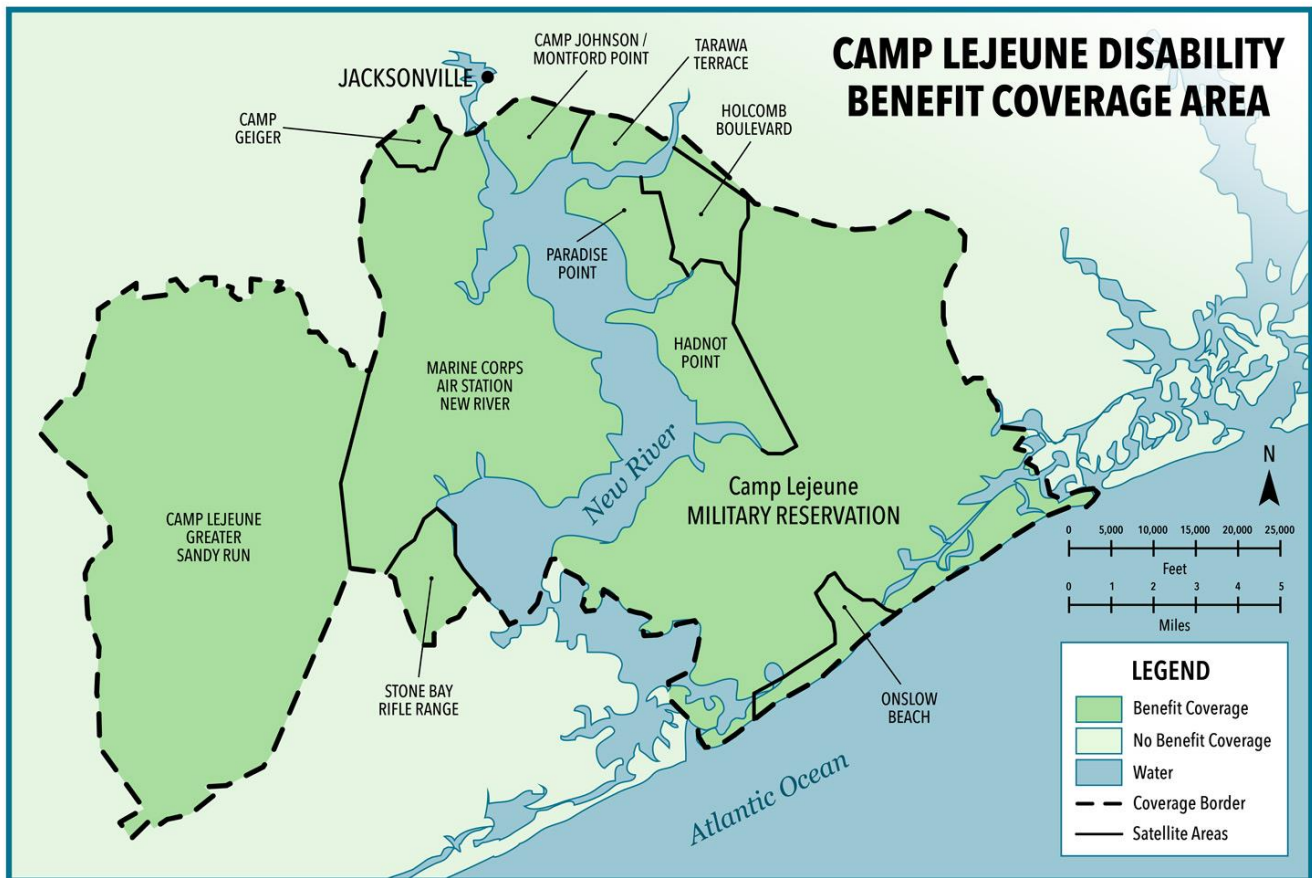 CAMP LEJEUNE DISABILITY
BENEFIT COVERAGE AREA
CAMP JOHNSON /
MONTFORD POINT
TARAWA
TERRACE
JACKSONVILLE
HOLCOMB
BOULEVARD
CAMP
GEIGER
PARADISE
POINT
HADNOT
POINT
MARINE CORPS
AIR STATION
NEW RIVER
New River
Camp Lejeune
MILITARY RESERVATION
CAMP LEJEUNE
GREATER
SANDY RUN
STONE BAY
RIFLE RANGE
ONSLOW
BEACH
Atlantic Ocean
N
0 5,000 10,000 15,000 20,000 25,000
Feet
0 1 2 3 4 5
Miles
LEGEND
Benefit Coverage
No Benefit Coverage
Water
Coverage Border
Satellite Areas